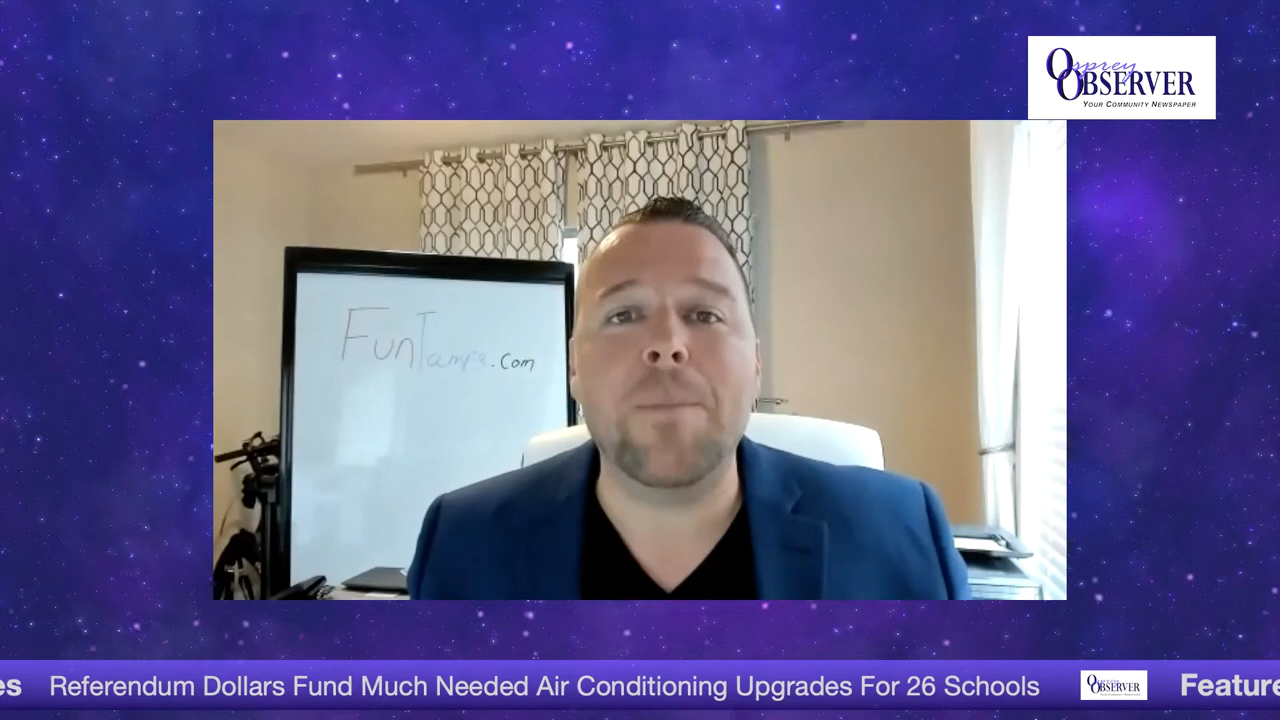 Osprey
OBSERVER
YOUR COMMUNITY NEWSPAPER
FunTampa.com
es Referendum Dollars Fund Much Needed Air Conditioning Upgrades For 26 Schools OBSERVER Feature